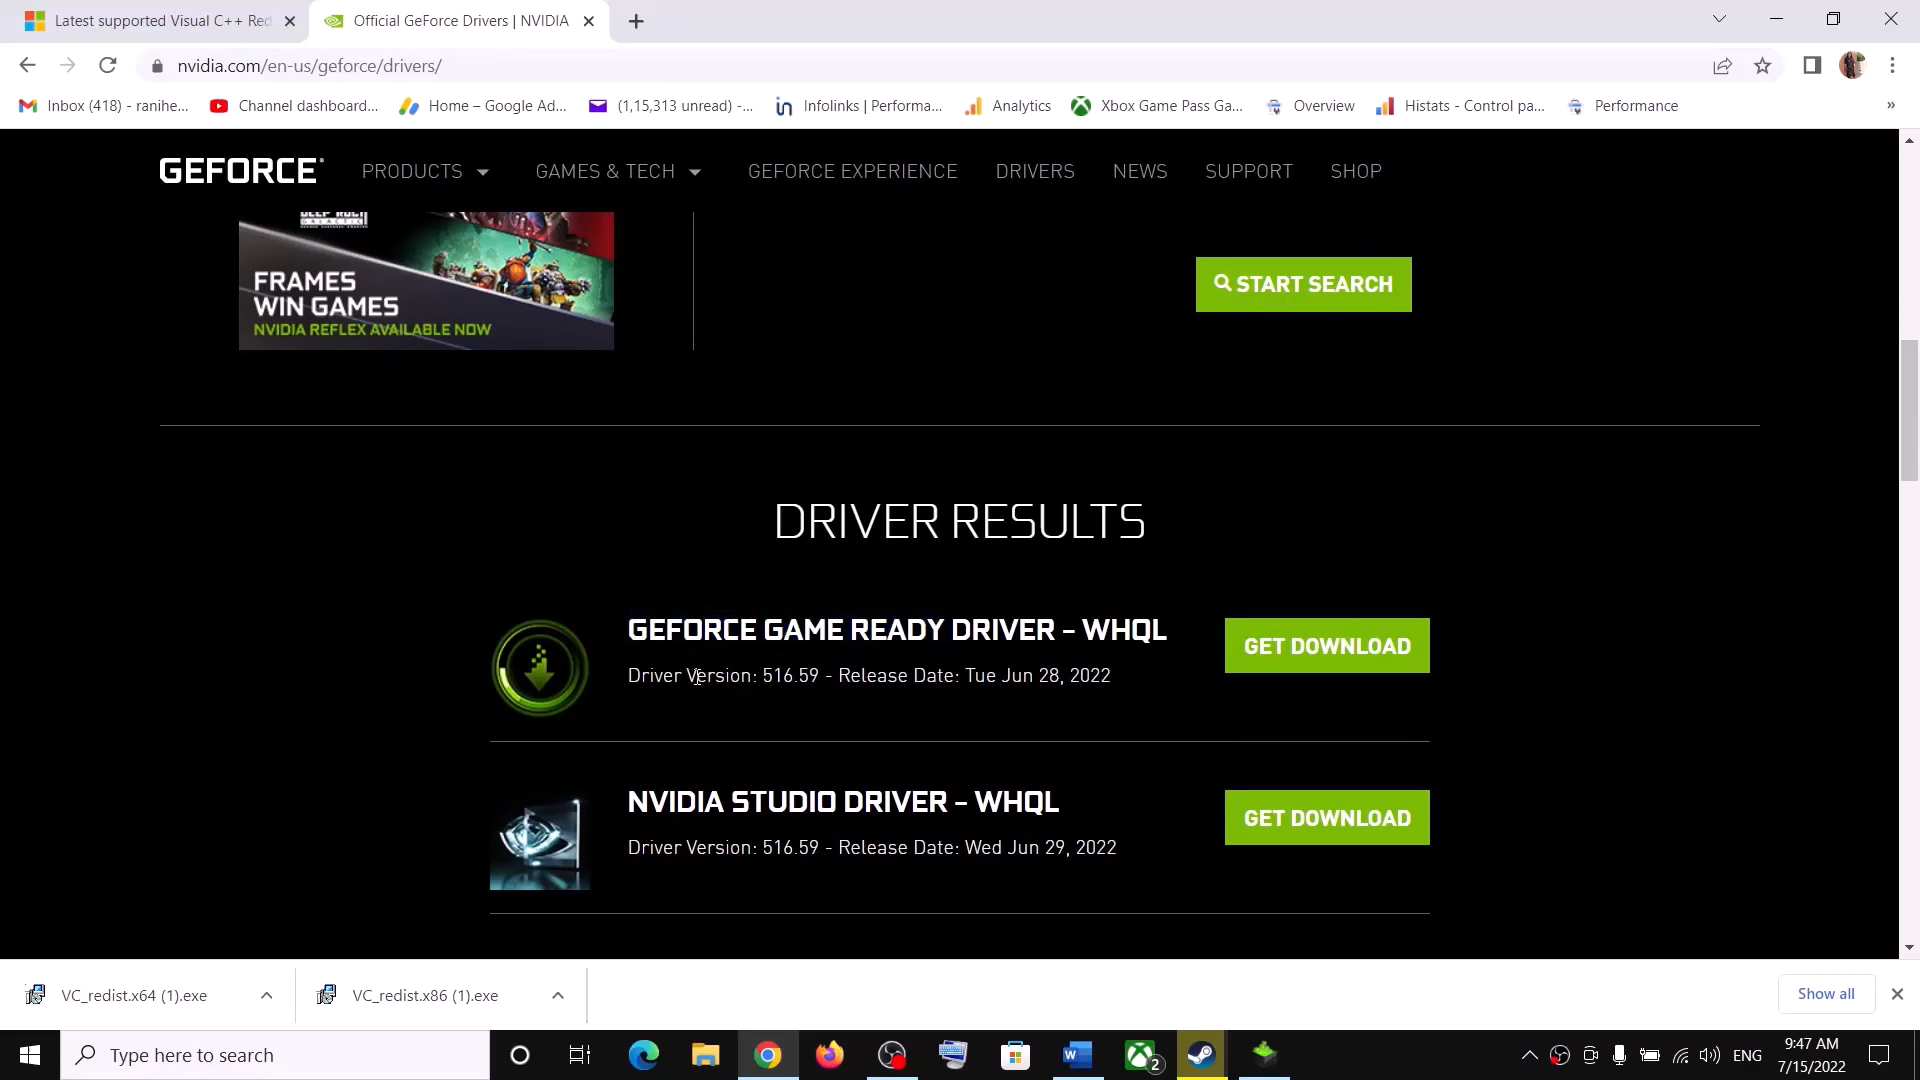 Latest supported Visual C++ Red
Official GeForce Drivers | NVIDIA
nvidia.com/en-us/geforce/drivers/
Inbox (418) - ranihe...
Channel dashboard...
Home – Google Ad...
(1,15,313 unread) -...
Infolinks | Performa...
Analytics
Xbox Game Pass Ga...
Overview
Histats - Control pa...
Performance
»
GEFORCE
PRODUCTS
GAMES & TECH
GEFORCE EXPERIENCE
DRIVERS
NEWS
SUPPORT
SHOP
DEEP ROCK
GALACTIC
FRAMES
WIN GAMES
NVIDIA REFLEX AVAILABLE NOW
START SEARCH
DRIVER RESULTS
GEFORCE GAME READY DRIVER – WHQL
Driver Version: 516.59 - Release Date: Tue Jun 28, 2022
GET DOWNLOAD
NVIDIA STUDIO DRIVER – WHQL
Driver Version: 516.59 - Release Date: Wed Jun 29, 2022
GET DOWNLOAD
VC_redist.x64 (1).exe
VC_redist.x86 (1).exe
Show all
Type here to search
2
ENG
9:47 AM
7/15/2022